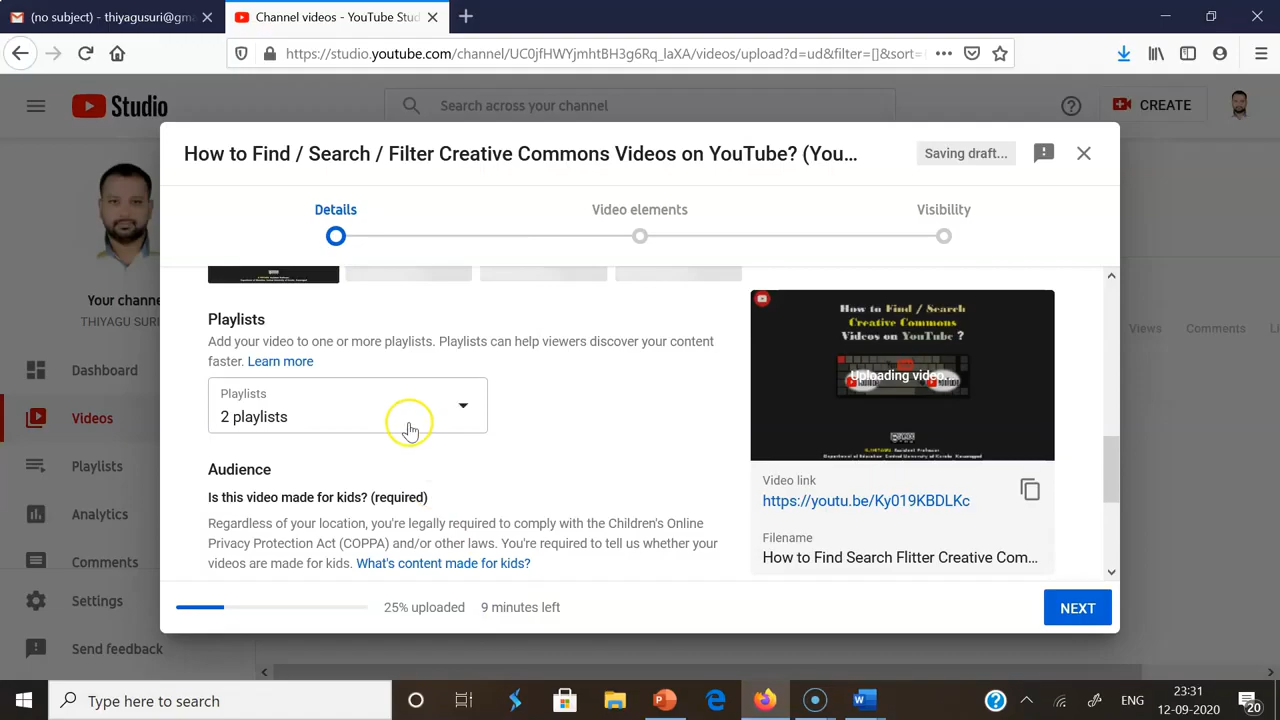 (no subject) - thiyagusuri@gma
Channel videos - YouTube Stud
https://studio.youtube.com/channel/UC0jfHWYjmhtBH3g6Rq_laXA/videos/upload?d=ud&filter=[]&sort=
Studio
Search across your channel
CREATE
How to Find / Search / Filter Creative Commons Videos on YouTube? (You...
Saving draft...
Details
Video elements
Visibility
Your channe
THIYAGU SURI
Dashboard
Videos
Playlists
Analytics
Comments
Settings
Send feedback
Views
Comments
Playlists
Add your video to one or more playlists. Playlists can help viewers discover your content
faster. Learn more
Playlists
2 playlists
Audience
Is this video made for kids? (required)
Regardless of your location, you're legally required to comply with the Children's Online
Privacy Protection Act (COPPA) and/or other laws. You're required to tell us whether your
videos are made for kids. What's content made for kids?
How to Find / Search
Creative Commons
Videos on YouTube ?
Uploading video...
Video link
https://youtu.be/Ky019KBDLKc
Filename
How to Find Search Flitter Creative Com...
25% uploaded
9 minutes left
NEXT
Type here to search
ENG
23:31
12-09-2020
20